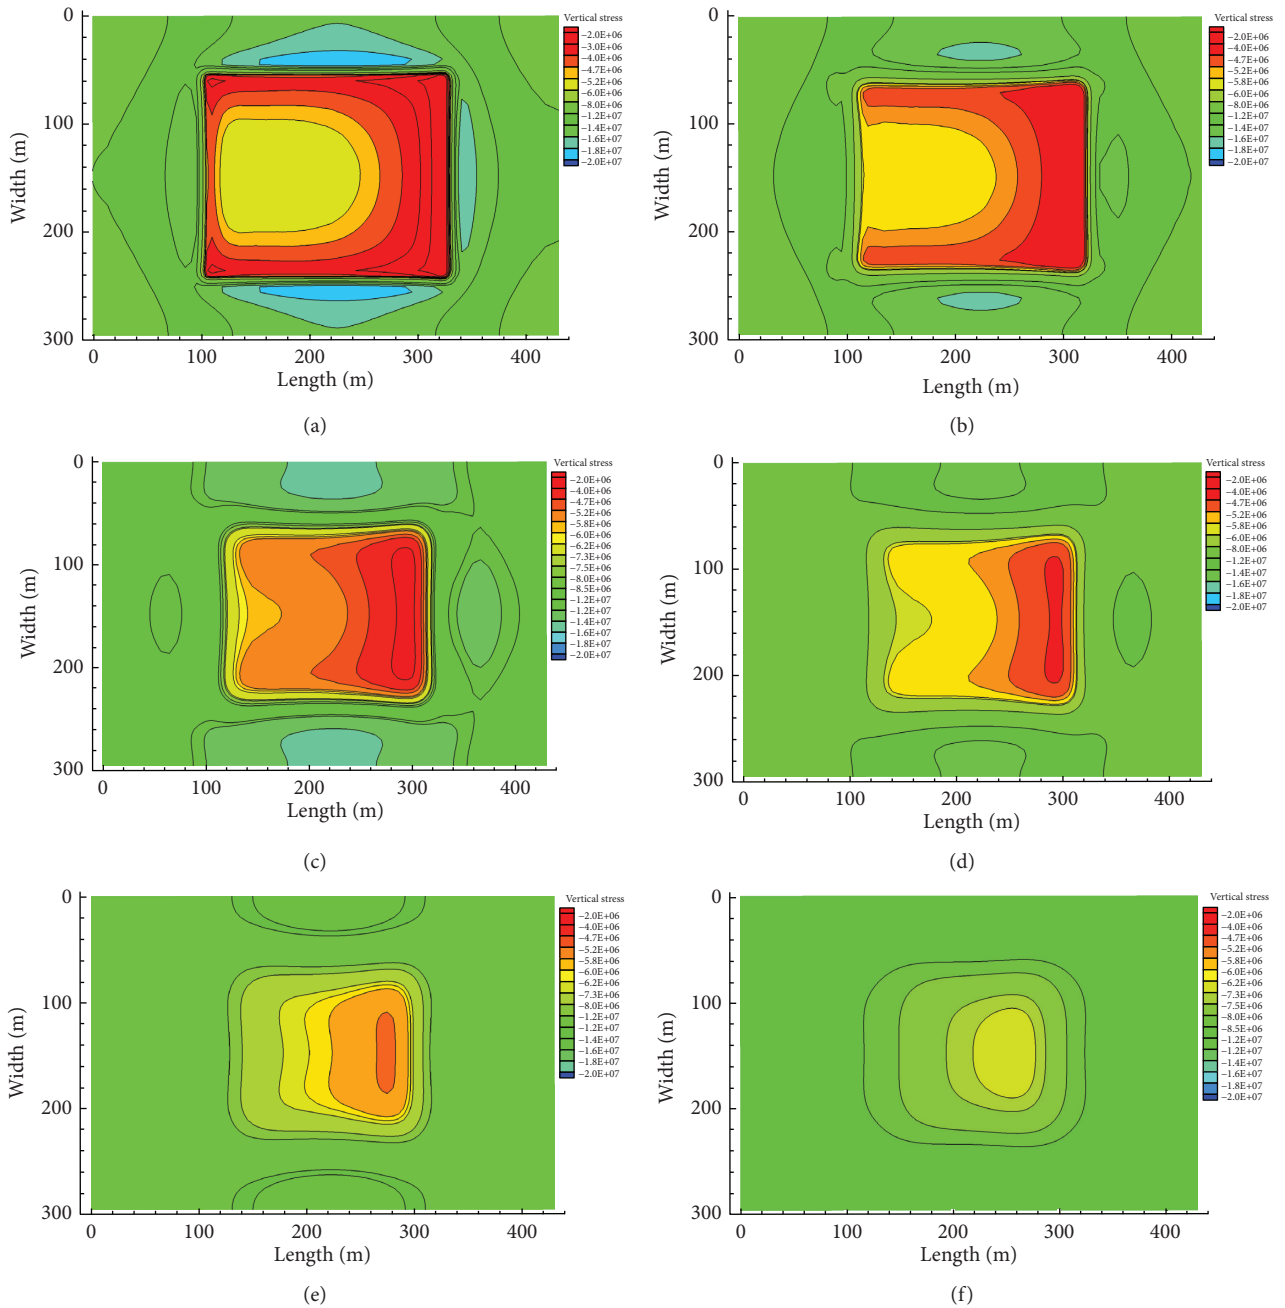 Vertical stress
0
100
200
300
Width (m)
−2.0E+06
−3.0E+06
−4.0E+06
−4.7E+06
−5.2E+06
−6.0E+06
−8.0E+06
−1.2E+07
−1.4E+07
−1.6E+07
−1.8E+07
−2.0E+07
0 100 200 300 400
Length (m)
(a)
Vertical stress
0
100
200
300
Width (m)
−2.0E+06
−4.0E+06
−4.7E+06
−5.2E+06
−5.8E+06
−6.0E+06
−8.0E+06
−1.2E+07
−1.4E+07
−1.6E+07
−1.8E+07
−2.0E+07
0 100 200 300 400
Length (m)
(b)
Vertical stress
0
100
200
300
Width (m)
−2.0E+06
−4.0E+06
−4.7E+06
−5.2E+06
−5.8E+06
−6.0E+06
−6.2E+06
−7.3E+06
−7.5E+06
−8.0E+06
−8.5E+06
−1.2E+07
−1.2E+07
−1.4E+07
−1.6E+07
−1.8E+07
−2.0E+07
0 100 200 300 400
Length (m)
(c)
Vertical stress
0
100
200
300
Width (m)
−2.0E+06
−4.0E+06
−4.7E+06
−5.2E+06
−5.8E+06
−6.0E+06
−8.0E+06
−1.2E+07
−1.4E+07
−1.6E+07
−1.8E+07
−2.0E+07
0 100 200 300 400
Length (m)
(d)
Vertical stress
0
100
200
300
Width (m)
−2.0E+06
−4.0E+06
−4.7E+06
−5.2E+06
−5.8E+06
−6.0E+06
−6.2E+06
−7.3E+06
−8.0E+06
−1.2E+07
−1.2E+07
−1.4E+07
−1.6E+07
−1.8E+07
−2.0E+07
0 100 200 300 400
Length (m)
(e)
Vertical stress
0
100
200
300
Width (m)
−2.0E+06
−4.0E+06
−4.7E+06
−5.2E+06
−5.8E+06
−6.0E+06
−6.2E+06
−7.3E+06
−7.5E+06
−8.0E+06
−8.5E+06
−1.2E+07
−1.2E+07
−1.4E+07
−1.6E+07
−1.8E+07
−2.0E+07
0 100 200 300 400
Length (m)
(f)